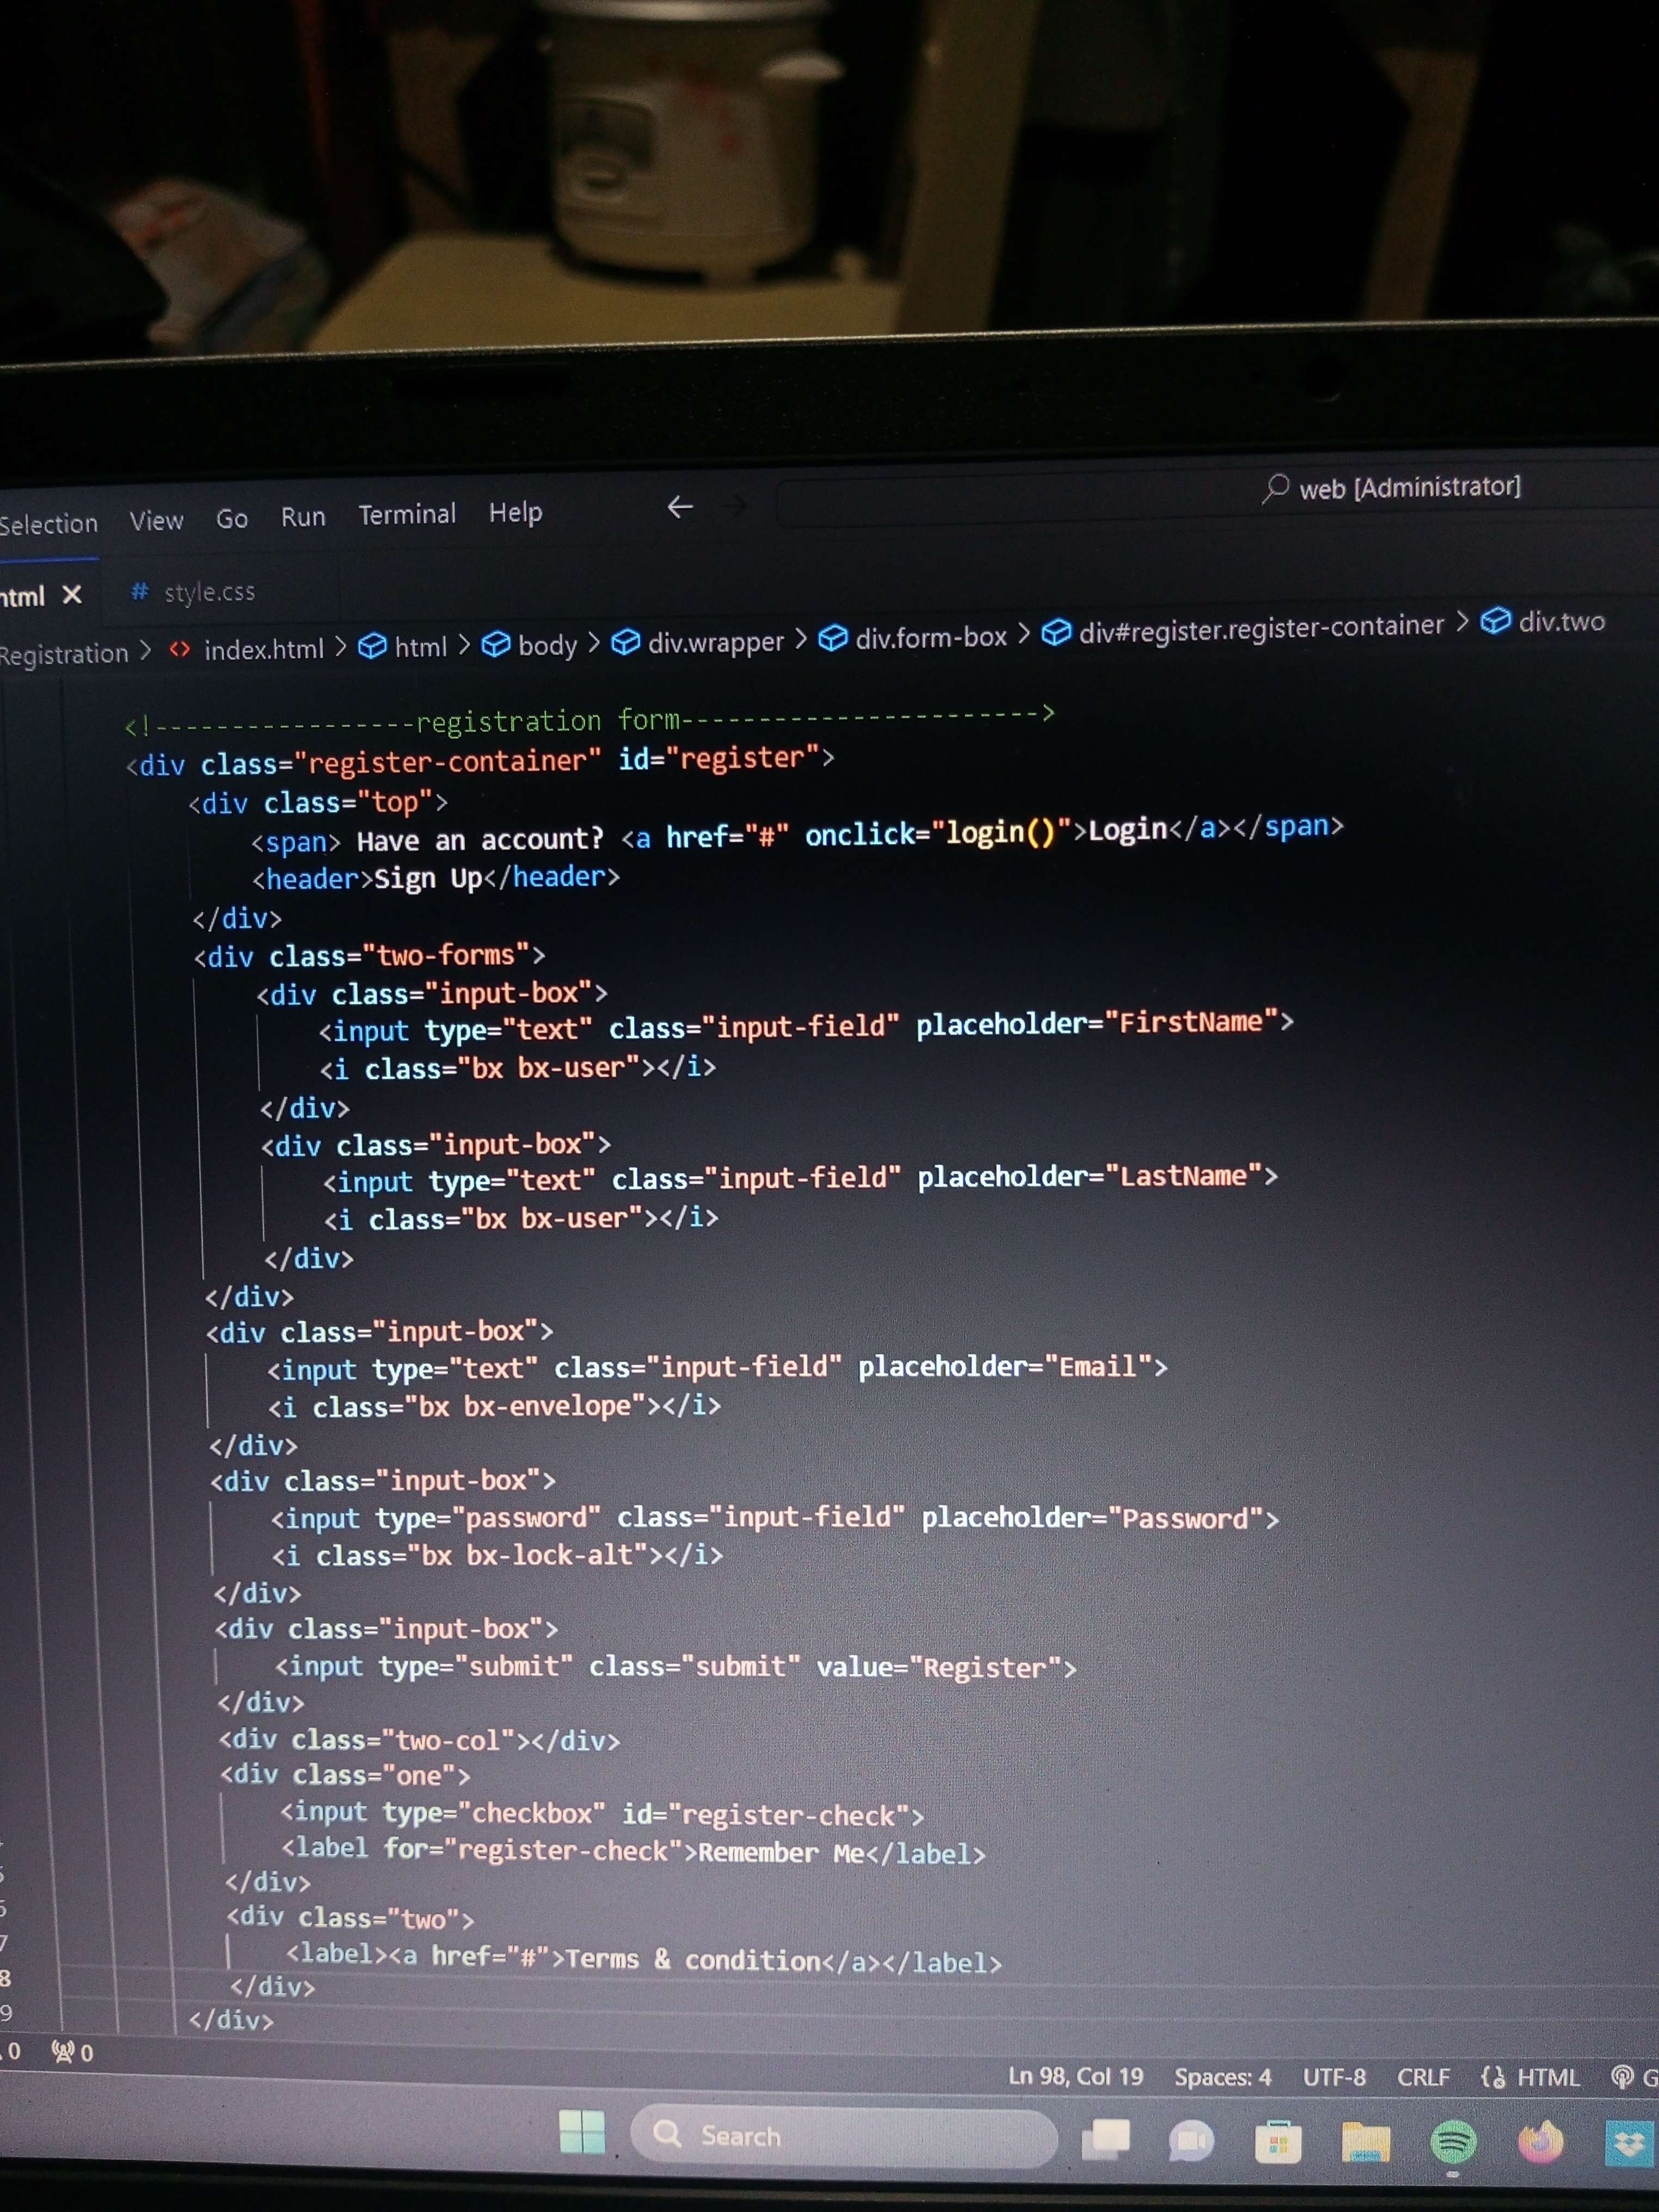 Selection View Go Run Terminal Help ← → web [Administrator]
html × # style.css
Registration > <> index.html > html > body > div.wrapper > div.form-box > div#register.register-container > div.two
<!-----------------registration form----------------------->
<div class="register-container" id="register">
<div class="top">
<span> Have an account? <a href="#" onclick="login()">Login</a></span>
<header>Sign Up</header>
</div>
<div class="two-forms">
<div class="input-box">
<input type="text" class="input-field" placeholder="FirstName">
<i class="bx bx-user"></i>
</div>
<div class="input-box">
<input type="text" class="input-field" placeholder="LastName">
<i class="bx bx-user"></i>
</div>
</div>
<div class="input-box">
<input type="text" class="input-field" placeholder="Email">
<i class="bx bx-envelope"></i>
</div>
<div class="input-box">
<input type="password" class="input-field" placeholder="Password">
<i class="bx bx-lock-alt"></i>
</div>
<div class="input-box">
<input type="submit" class="submit" value="Register">
</div>
<div class="two-col"></div>
<div class="one">
<input type="checkbox" id="register-check">
<label for="register-check">Remember Me</label>
</div>
<div class="two">
<label><a href="#">Terms & condition</a></label>
8 </div>
9 </div>
0 0 Ln 98, Col 19 Spaces: 4 UTF-8 CRLF HTML G
Search